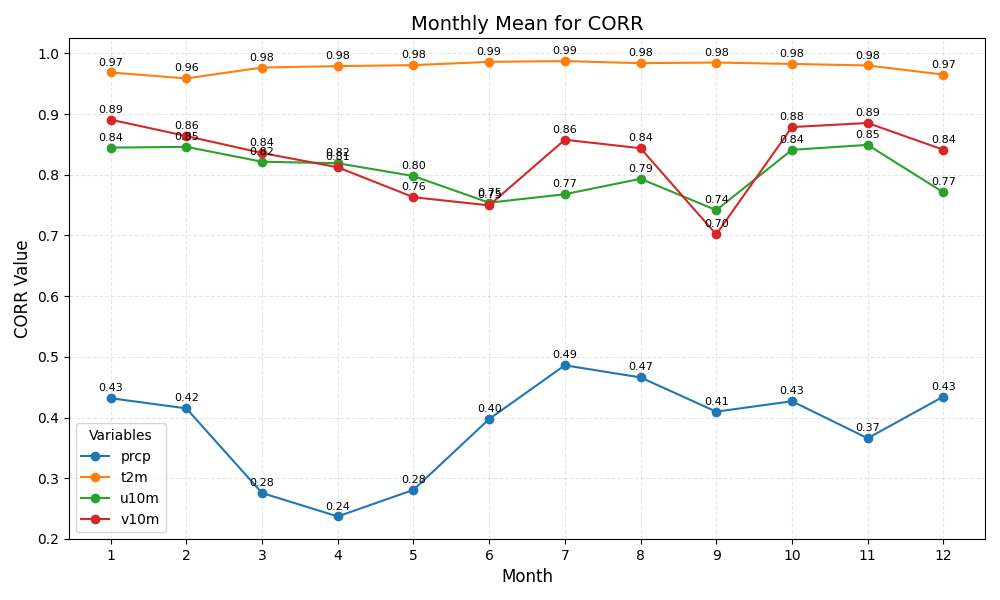 Monthly Mean for CORR
CORR Value
1.0
0.9
0.8
0.7
0.6
0.5
0.4
0.3
0.2
0.97 0.96 0.98 0.98 0.98 0.99 0.99 0.98 0.98 0.98 0.98 0.97
0.89 0.86 0.84 0.81 0.76 0.75 0.86 0.84 0.70 0.88 0.89 0.84
0.84 0.85 0.82 0.82 0.80 0.75 0.77 0.79 0.74 0.84 0.85 0.77
0.43 0.42 0.28 0.24 0.28 0.40 0.49 0.47 0.41 0.43 0.37 0.43
Variables
prcp
t2m
u10m
v10m
1 2 3 4 5 6 7 8 9 10 11 12
Month